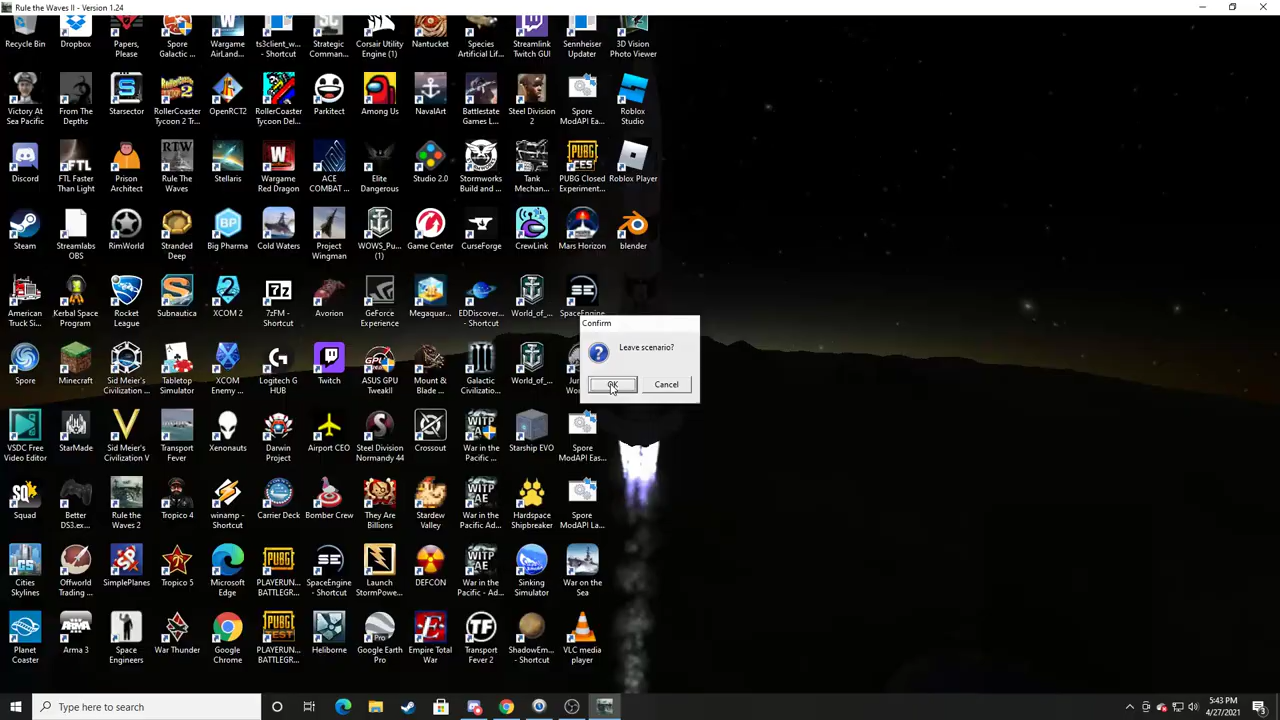 Rule the Waves II - Version 1.24
Recycle Bin
Dropbox
Papers,
Please
Spore
Galactic ...
Wargame
AirLand...
ts3client_w...
- Shortcut
Strategic
Comman...
Corsair Utility
Engine (1)
Nantucket
Species
Artificial Lif...
Streamlink
Twitch GUI
Sennheiser
Updater
3D Vision
Photo Viewer
Victory At
Sea Pacific
From The
Depths
Starsector
RollerCoaster
Tycoon 2 Tr...
OpenRCT2
RollerCoaster
Tycoon Del...
Parkitect
Among Us
NavalArt
Battlestate
Games L...
Steel Division
2
Spore
ModAPI Ea...
Roblox
Studio
Discord
FTL Faster
Than Light
Prison
Architect
RTW
Rule The
Waves
Stellaris
Wargame
Red Dragon
ACE
COMBAT ...
Elite
Dangerous
Studio 2.0
Stormworks
Build and ...
Tank
Mechan...
PUBG Closed
Experiment...
Roblox Player
Steam
Streamlabs
OBS
RimWorld
Stranded
Deep
Big Pharma
Cold Waters
Project
Wingman
WOWS_Pu...
(1)
Game Center
CurseForge
CrewLink
Mars Horizon
blender
American
Truck Si...
Kerbal Space
Program
Rocket
League
Subnautica
XCOM 2
7zFM -
Shortcut
Avorion
GeForce
Experience
Megaquar...
EDDiscover...
- Shortcut
World_of_...
SpaceEngine
Confirm
Leave scenario?
OK
Cancel
Spore
Minecraft
Sid Meier's
Civilization ...
Tabletop
Simulator
XCOM
Enemy ...
Logitech G
HUB
Twitch
ASUS GPU
TweakII
Mount &
Blade ...
Galactic
Civilizatio...
World_of_...
VSDC Free
Video Editor
StarMade
Sid Meier's
Civilization V
Transport
Fever
Xenonauts
Darwin
Project
Airport CEO
Steel Division
Normandy 44
Crossout
WITP
War in the
Pacific ...
Starship EVO
Spore
ModAPI Eas...
Squad
Better
DS3.ex...
Rule the
Waves 2
Tropico 4
winamp -
Shortcut
Carrier Deck
Bomber Crew
They Are
Billions
Stardew
Valley
WITP
AE
War in the
Pacific Ad...
Hardspace
Shipbreaker
Spore
ModAPI La...
Cities
Skylines
Offworld
Trading ...
SimplePlanes
Tropico 5
Microsoft
Edge
PUBG
PLAYERUN...
BATTLEGR...
SpaceEngine
- Shortcut
Launch
StormPowe...
DEFCON
WITP
AE
War in the
Pacific - Ad...
Sinking
Simulator
War on the
Sea
Planet
Coaster
Arma 3
Space
Engineers
War Thunder
Google
Chrome
PUBG
TEST
PLAYERUN...
BATTLEGR...
Heliborne
Google Earth
Pro
Empire Total
War
Transport
Fever 2
ShadowEm...
- Shortcut
VLC media
player
Type here to search
5:43 PM
4/27/2021